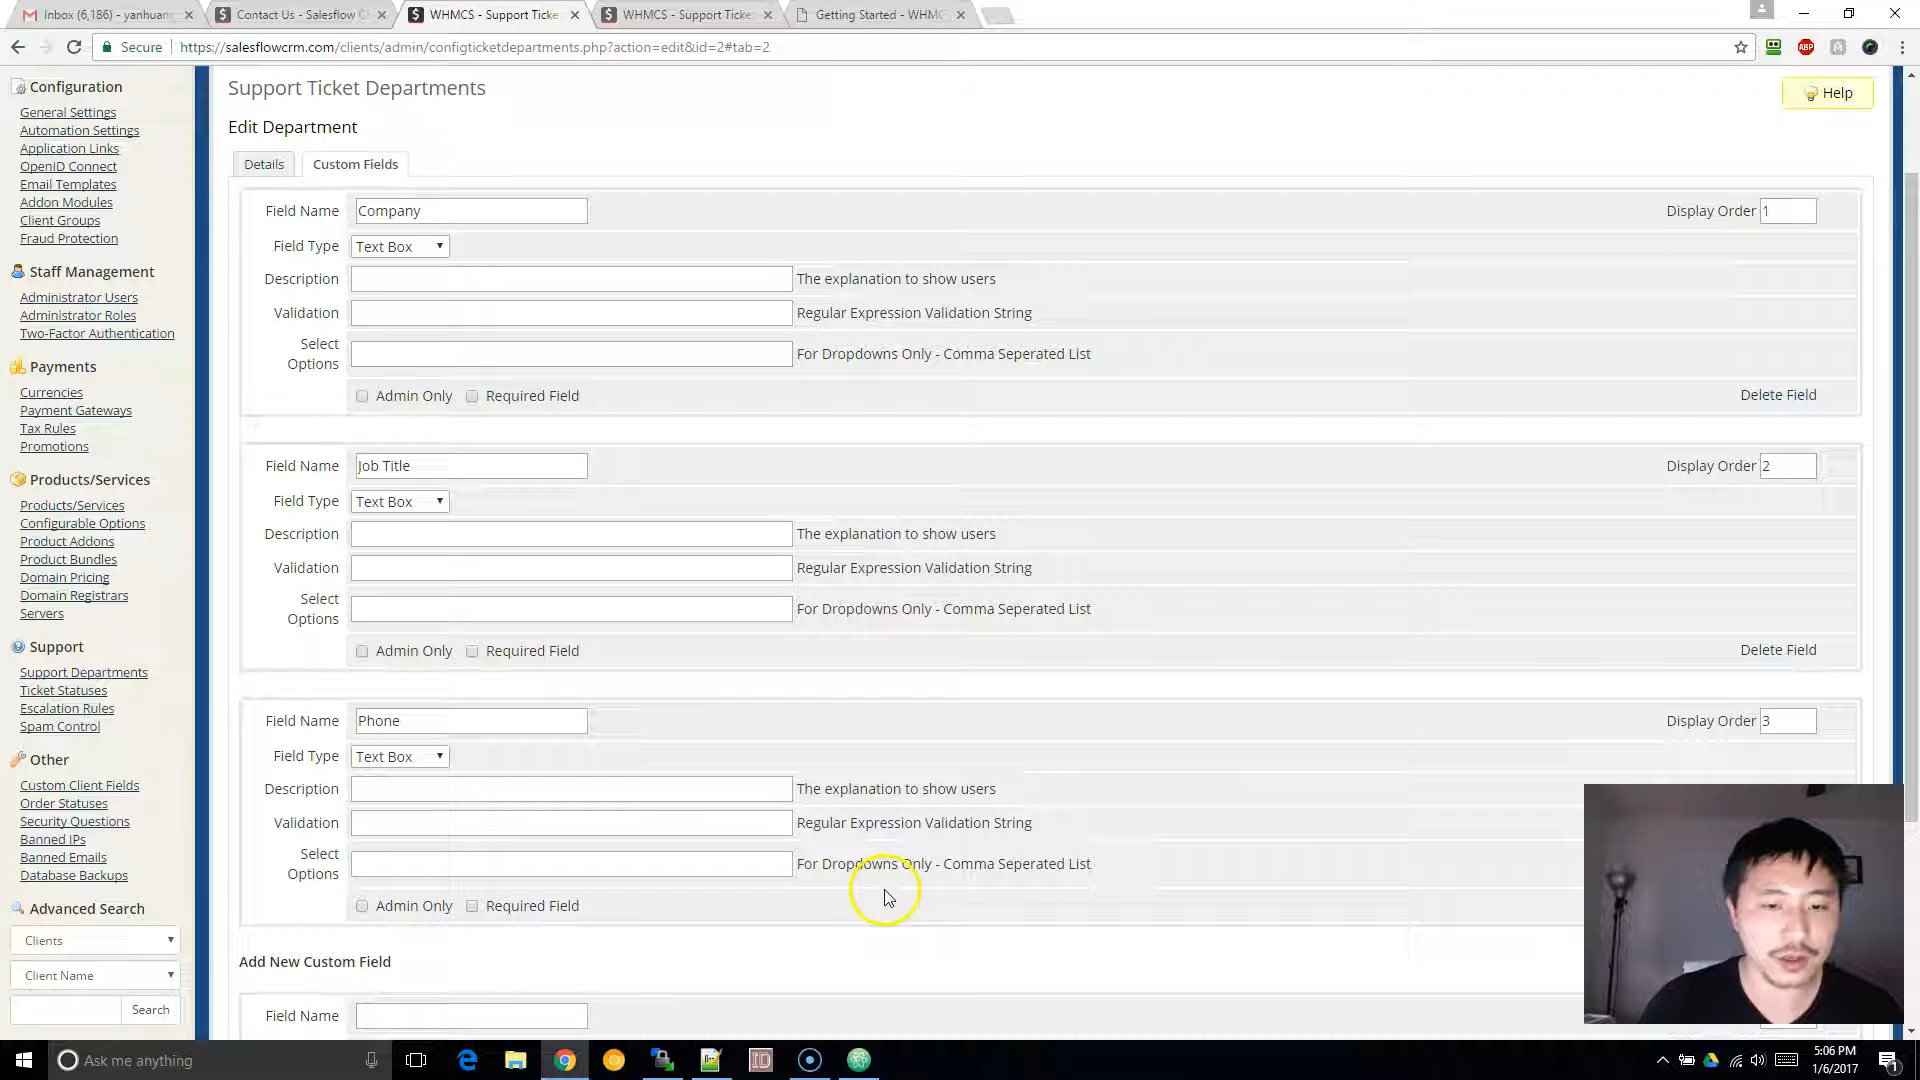 Inbox (6,186) - yanhuan
Contact Us - Salesflow C
WHMCS - Support Ticke
WHMCS - Support Ticke
Getting Started - WHMC
Secure
https://salesflowcrm.com/clients/admin/configticketdepartments.php?action=edit&id=2#tab=2
ABP
Configuration
General Settings
Automation Settings
Application Links
OpenID Connect
Email Templates
Addon Modules
Client Groups
Fraud Protection
Staff Management
Administrator Users
Administrator Roles
Two-Factor Authentication
Payments
Currencies
Payment Gateways
Tax Rules
Promotions
Products/Services
Products/Services
Configurable Options
Product Addons
Product Bundles
Domain Pricing
Domain Registrars
Servers
Support
Support Departments
Ticket Statuses
Escalation Rules
Spam Control
Other
Custom Client Fields
Order Statuses
Security Questions
Banned IPs
Banned Emails
Database Backups
Advanced Search
Clients
Client Name
Search
Support Ticket Departments
Help
Edit Department
Details
Custom Fields
Field Name
Company
Display Order
1
Field Type
Text Box
Description
The explanation to show users
Validation
Regular Expression Validation String
Select
Options
For Dropdowns Only - Comma Seperated List
Admin Only
Required Field
Delete Field
Field Name
Job Title
Display Order
2
Field Type
Text Box
Description
The explanation to show users
Validation
Regular Expression Validation String
Select
Options
For Dropdowns Only - Comma Seperated List
Admin Only
Required Field
Delete Field
Field Name
Phone
Display Order
3
Field Type
Text Box
Description
The explanation to show users
Validation
Regular Expression Validation String
Select
Options
For Dropdowns Only - Comma Seperated List
Admin Only
Required Field
Add New Custom Field
Field Name
Ask me anything
5:06 PM
1/6/2017
1